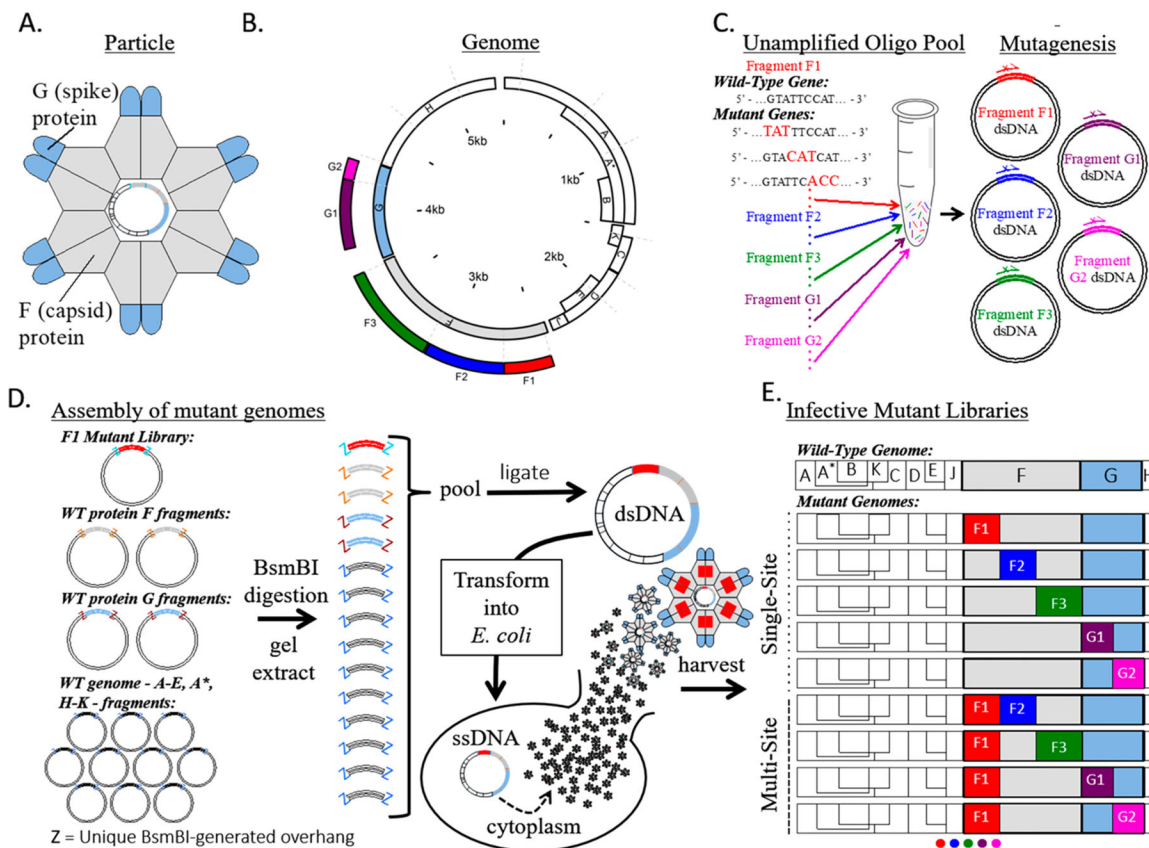 A.
Particle
G (spike)
protein
F (capsid)
protein
B.
Genome
H
A
A*
B
K
C
D
E
J
F
G
5kb
1kb
2kb
3kb
4kb
G2
G1
F3
F2
F1
C.
Unamplified Oligo Pool
Fragment F1
Wild-Type Gene:
5' - ...GTATTCCAT... - 3'
Mutant Genes:
5' - ...TATTTCCAT... - 3'
5' - ...GTACATCAT... - 3'
5' - ...GTATTCACC... - 3'
Fragment F2
Fragment F3
Fragment G1
Fragment G2
Mutagenesis
Fragment F1
dsDNA
Fragment G1
dsDNA
Fragment F2
dsDNA
Fragment
G2 dsDNA
Fragment F3
dsDNA
D.
Assembly of mutant genomes
F1 Mutant Library:
WT protein F fragments:
WT protein G fragments:
WT genome - A-E, A*,
H-K - fragments:
Z = Unique BsmBI-generated overhang
BsmBI
digestion
gel
extract
pool
ligate
dsDNA
Transform
into
E. coli
ssDNA
cytoplasm
harvest
E.
Infective Mutant Libraries
Wild-Type Genome:
A A* B K C D E J F G H
Mutant Genomes:
Single-Site
F1
F2
F3
G1
G2
Multi-Site
F1 F2
F1 F3
F1 G1
F1 G2